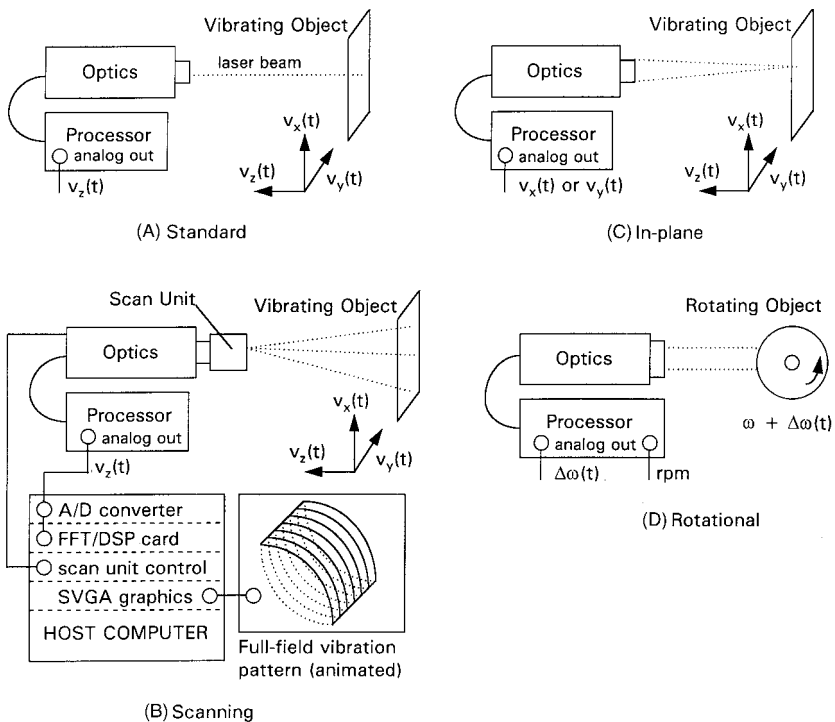 Vibrating Object
Optics
laser beam
Processor
analog out
v_z(t)
v_x(t)
v_z(t)
v_y(t)
(A) Standard
Vibrating Object
Optics
Processor
analog out
v_x(t) or v_y(t)
v_x(t)
v_z(t)
v_y(t)
(C) In-plane
Scan Unit
Vibrating Object
Optics
Processor
analog out
v_z(t)
v_x(t)
v_z(t)
v_y(t)
A/D converter
FFT/DSP card
scan unit control
SVGA graphics
HOST COMPUTER
Full-field vibration
pattern (animated)
(B) Scanning
Rotating Object
Optics
Processor
analog out
Δω(t)
rpm
ω + Δω(t)
(D) Rotational